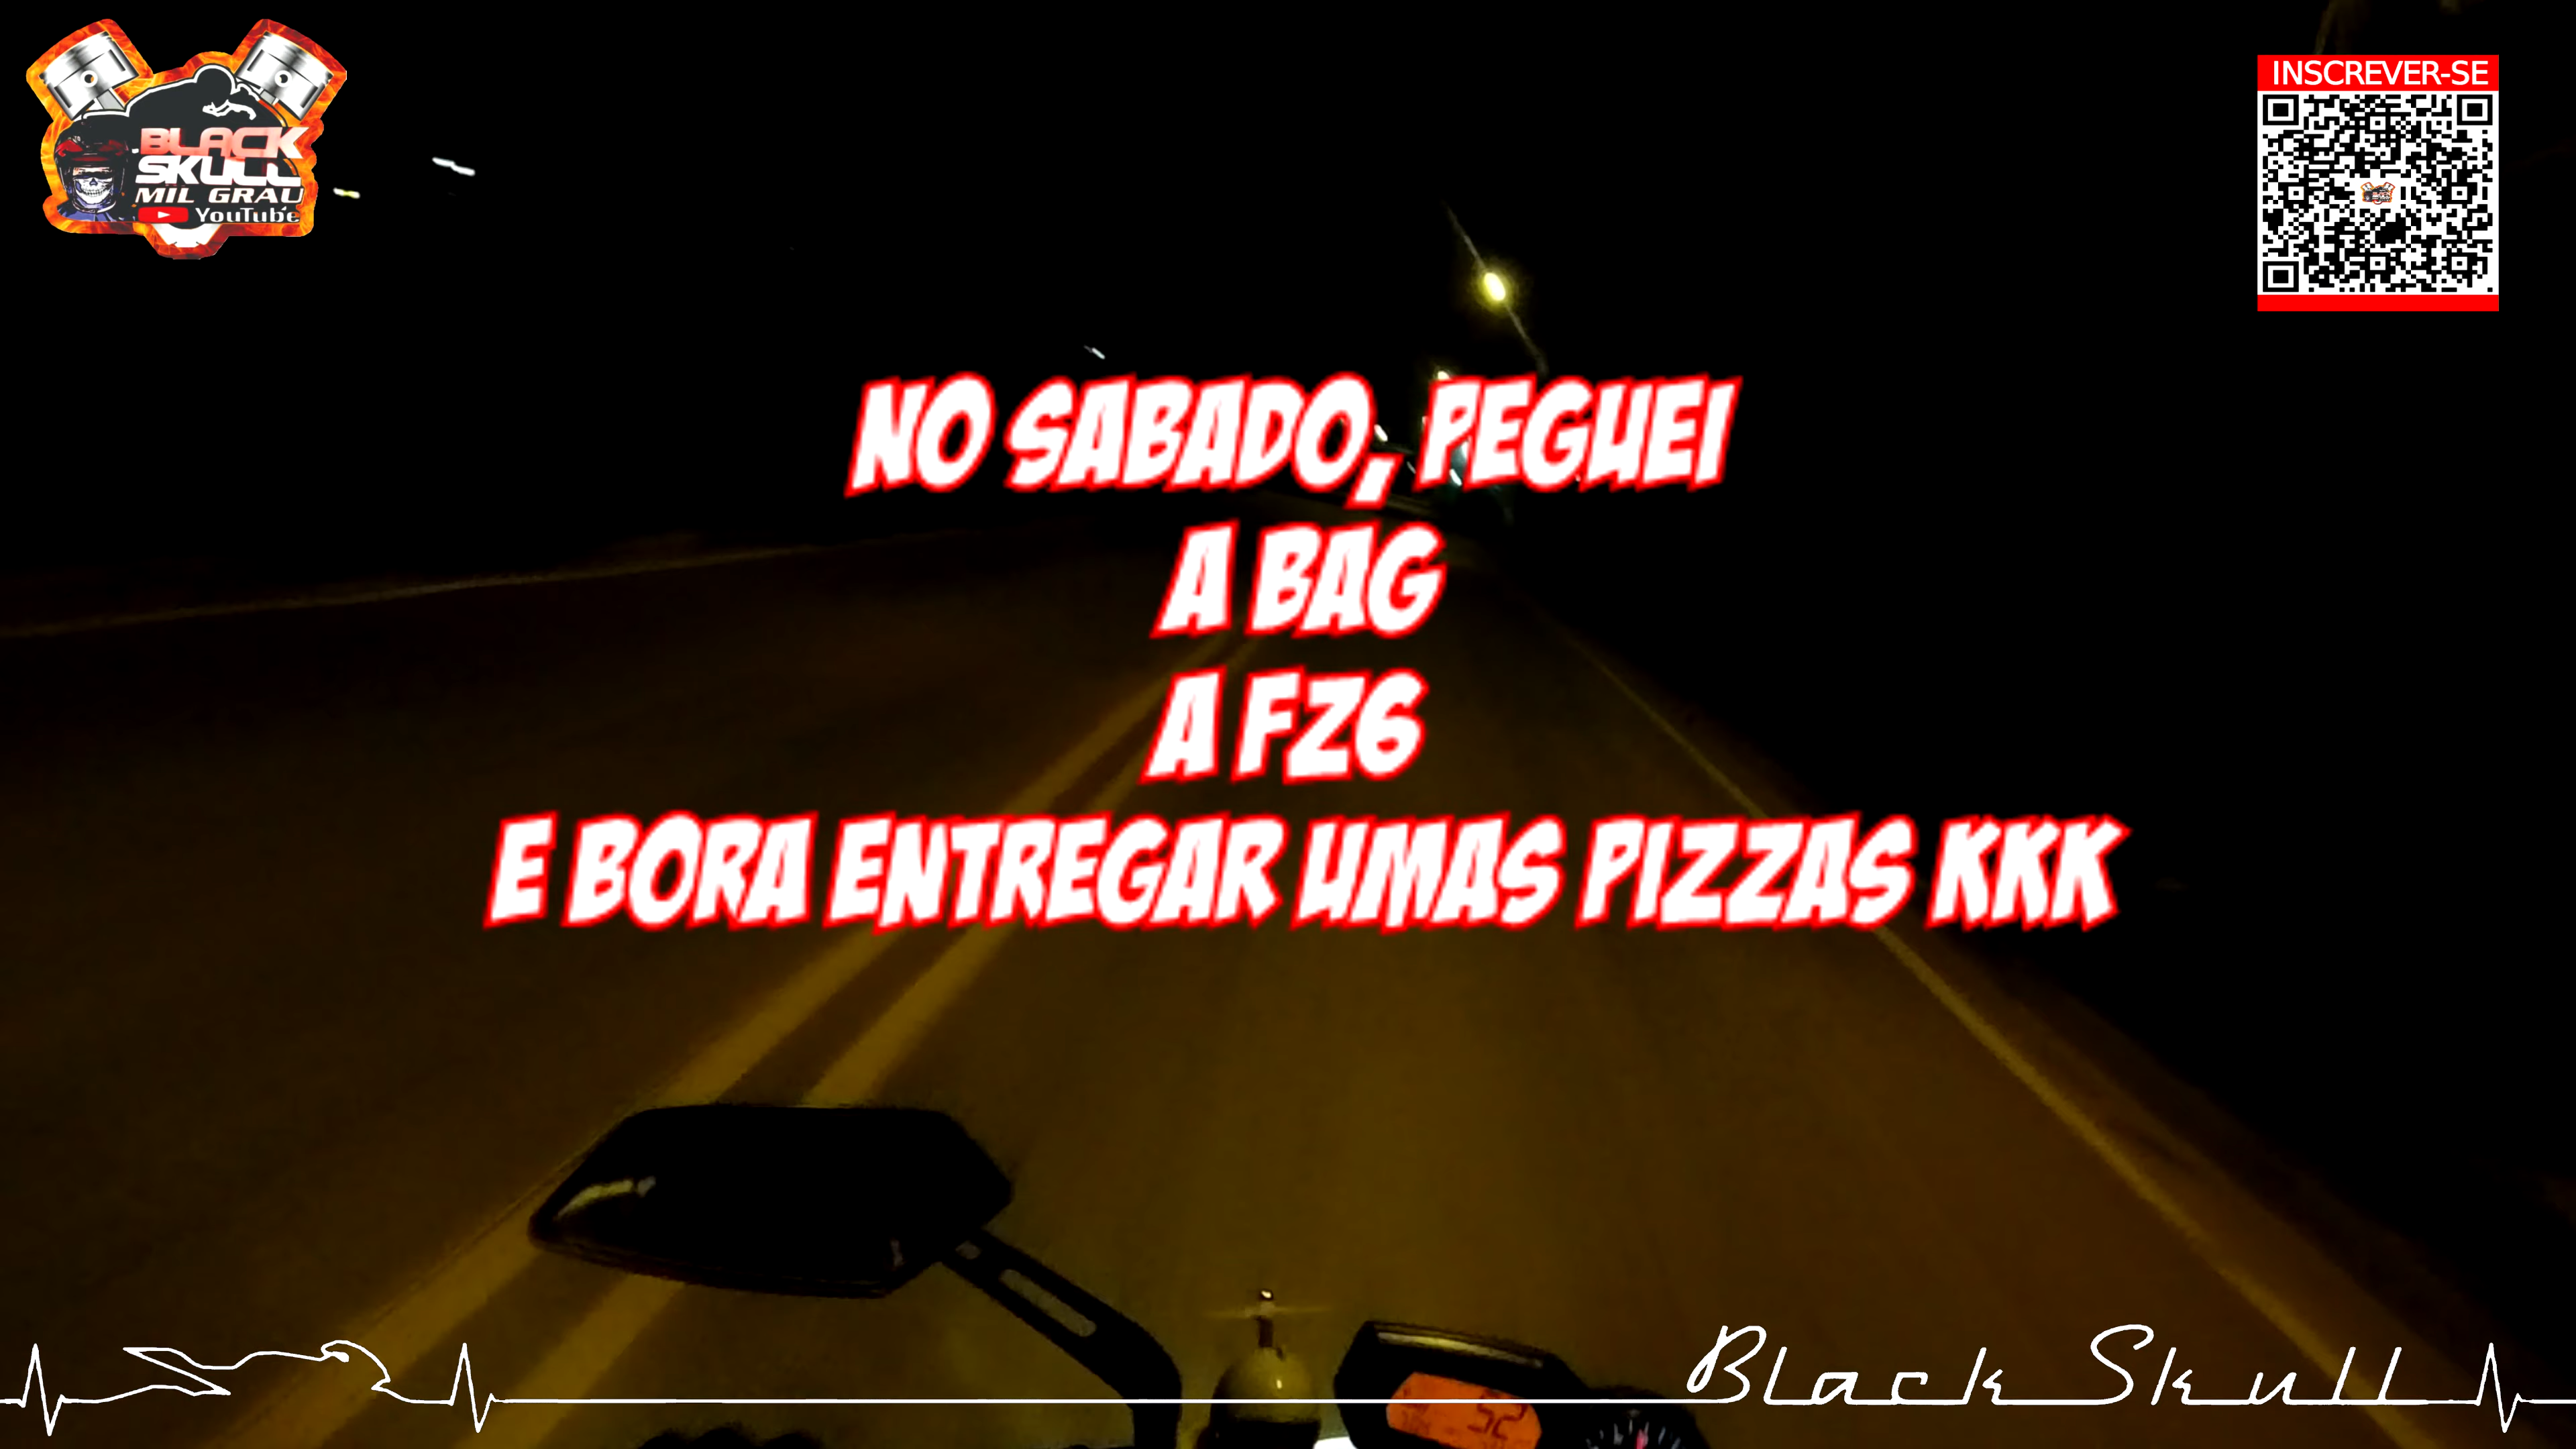 BLACK
SKULL
MIL GRAU
YouTube
INSCREVER-SE
NO SABADO, PEGUEI
A BAG
A FZ6
E BORA ENTREGAR UMAS PIZZAS KKK
Black Skull
52